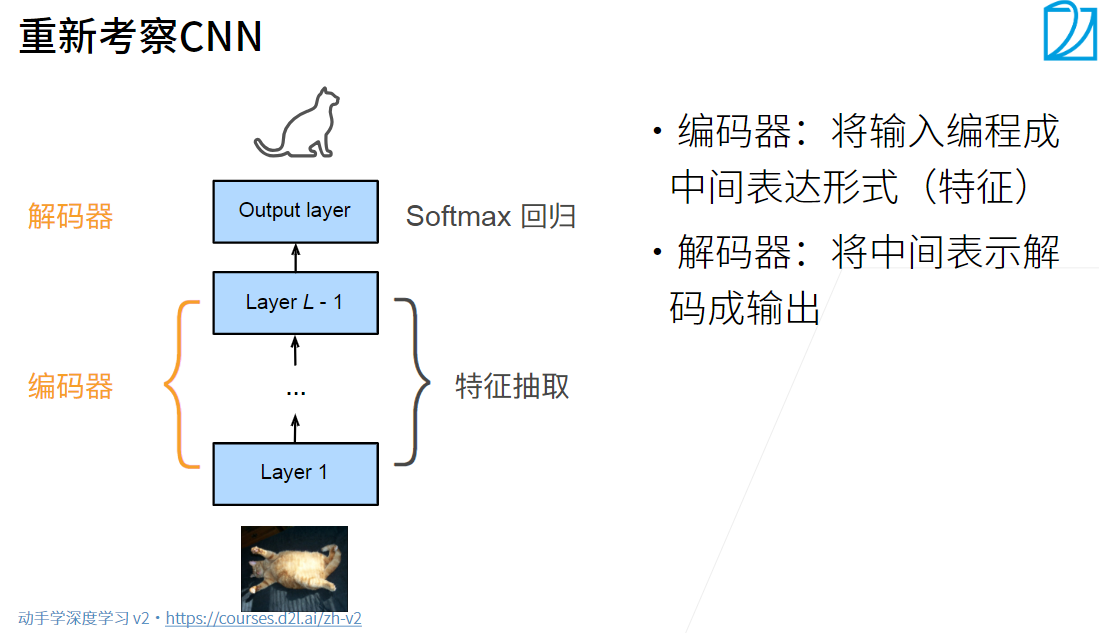 重新考察CNN
解码器
Output layer
Softmax 回归
Layer L - 1
...
编码器
特征抽取
Layer 1
• 编码器：将输入编程成
中间表达形式（特征）
• 解码器：将中间表示解
码成输出
动手学深度学习 v2 · https://courses.d2l.ai/zh-v2